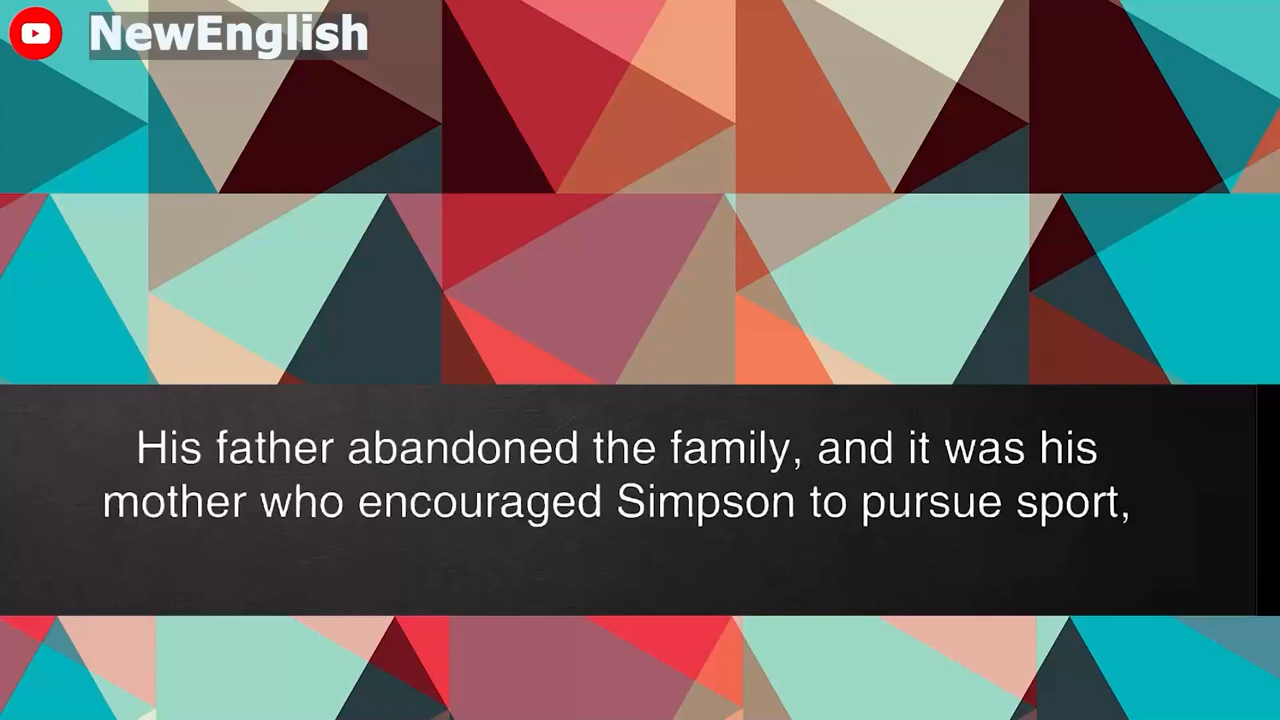 NewEnglish
His father abandoned the family, and it was his
mother who encouraged Simpson to pursue sport,